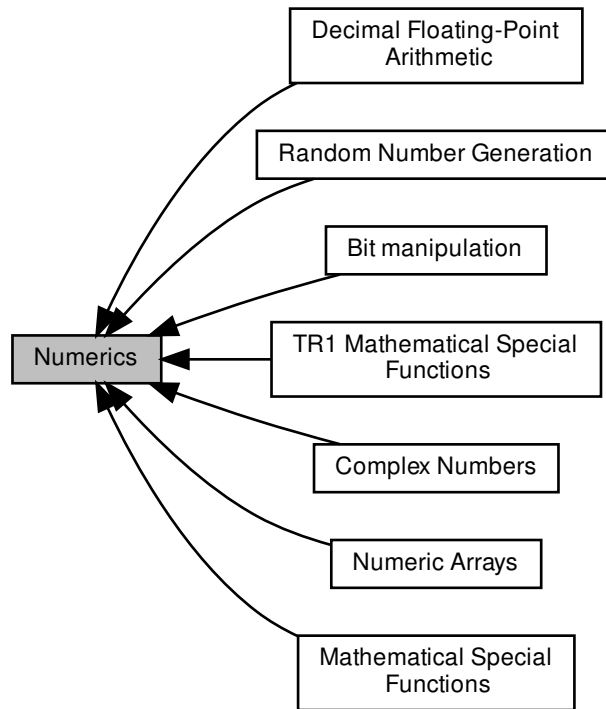 Decimal Floating-Point
Arithmetic
Random Number Generation
Bit manipulation
Numerics
TR1 Mathematical Special
Functions
Complex Numbers
Numeric Arrays
Mathematical Special
Functions